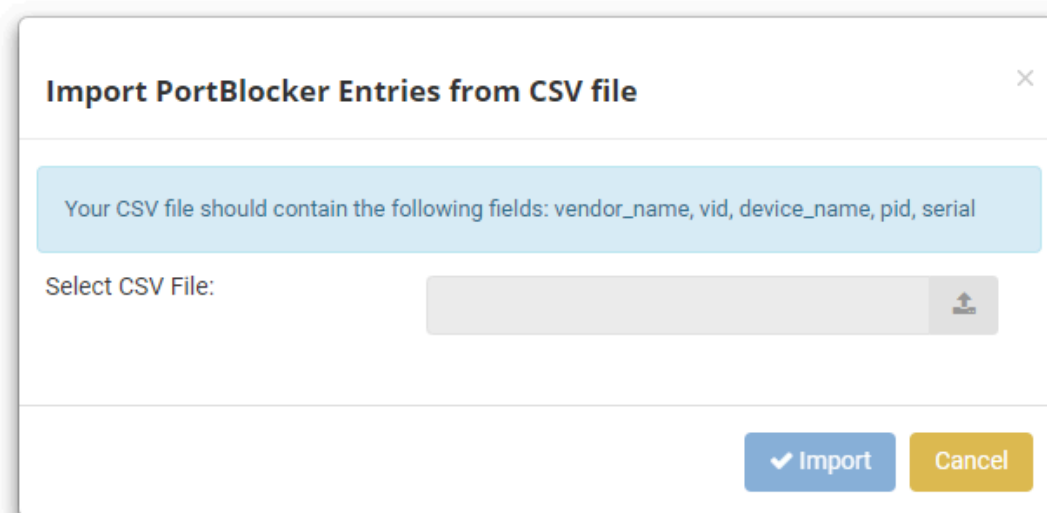 Import PortBlocker Entries from CSV file
Your CSV file should contain the following fields: vendor_name, vid, device_name, pid, serial
Select CSV File:
Import
Cancel